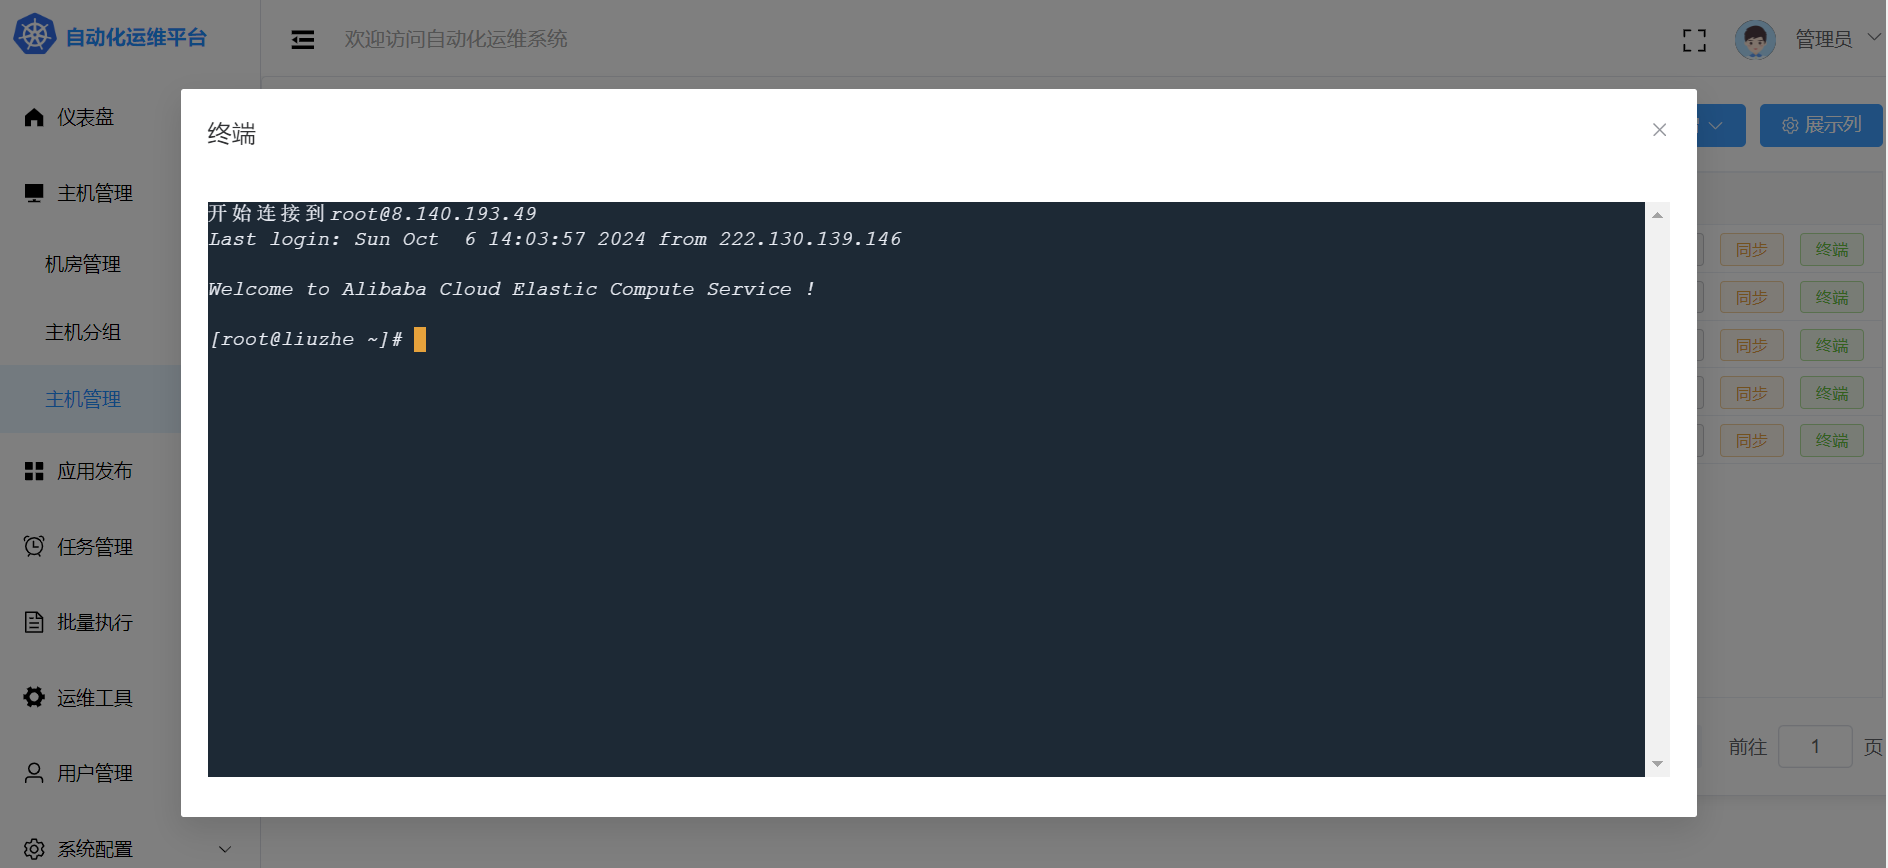 自动化运维平台
欢迎访问自动化运维系统
管理员
仪表盘
主机管理
机房管理
主机分组
主机管理
应用发布
任务管理
批量执行
运维工具
用户管理
系统配置
展示列
终端
开始连接到root@8.140.193.49
Last login: Sun Oct  6 14:03:57 2024 from 222.130.139.146
Welcome to Alibaba Cloud Elastic Compute Service !
[root@liuzhe ~]#
同步 终端
同步 终端
同步 终端
同步 终端
同步 终端
前往 1 页